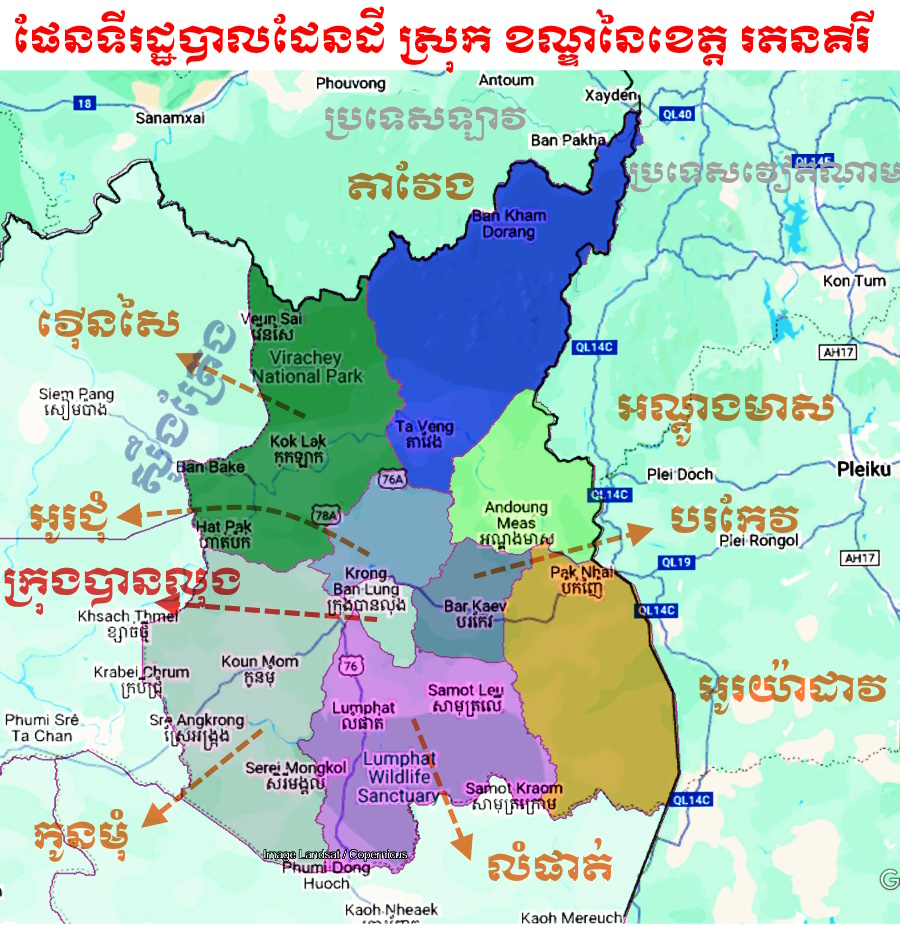 ផែនទីរដ្ឋបាលដែនដី ស្រុក ខណ្ឌនៃខេត្ត រតនគីរី
Phouvong
Antoum
Xayden
18
Sanamxai
QL40
ប្រទេសឡាវ
Ban Pakha
QL14E
ប្រទេសវៀតណាម
តាវែង
Ban Kham
Dorang
Kon Tum
វ៉ើនសៃ
Veun Sai
វើនសៃ
ស្ទឹងត្រែង
QL14C
AH17
Virachey
National Park
Siem Pang
សៀមប៉ាង
អណ្តូងមាស
Ta Veng
តាវែង
Kok Lak
កុកឡាក់
Ban Bake
76A
Plei Doch
Pleiku
QL14C
អូរជុំ
78A
Andoung
Meas
អណ្តូងមាស
បរកែវ
Hat Pak
ហាត់ប៉ក់
Plei Rongol
AH17
QL19
ក្រុងបានលុង
Krong
Ban Lung
ក្រុងបានលុង
Pak Nhai
ប៉ក់ញៃ
Bar Kaev
បរកែវ
QL14C
Khsach Thmei
ខ្សាច់ថ្មី
Krabei Chrum
ក្របីជ្រុំ
Koun Mom
កូនមុំ
76
អូរយ៉ាដាវ
Lumphat
លំផាត់
Samot Leu
សាមុត្រលើ
Phumi Srê
Ta Chan
Sre Angkrong
ស្រែអង្គ្រង
Lumphat
Wildlife
Sanctuary
Serei Mongkol
សិរីមង្គល
Samot Kraom
សាមុត្រក្រោម
QL14C
កូនមុំ
លំផាត់
Image Landsat / Copernicus
Phumi Dong
Huoch
Kaoh Nheaek
Kaoh Mereuch
G